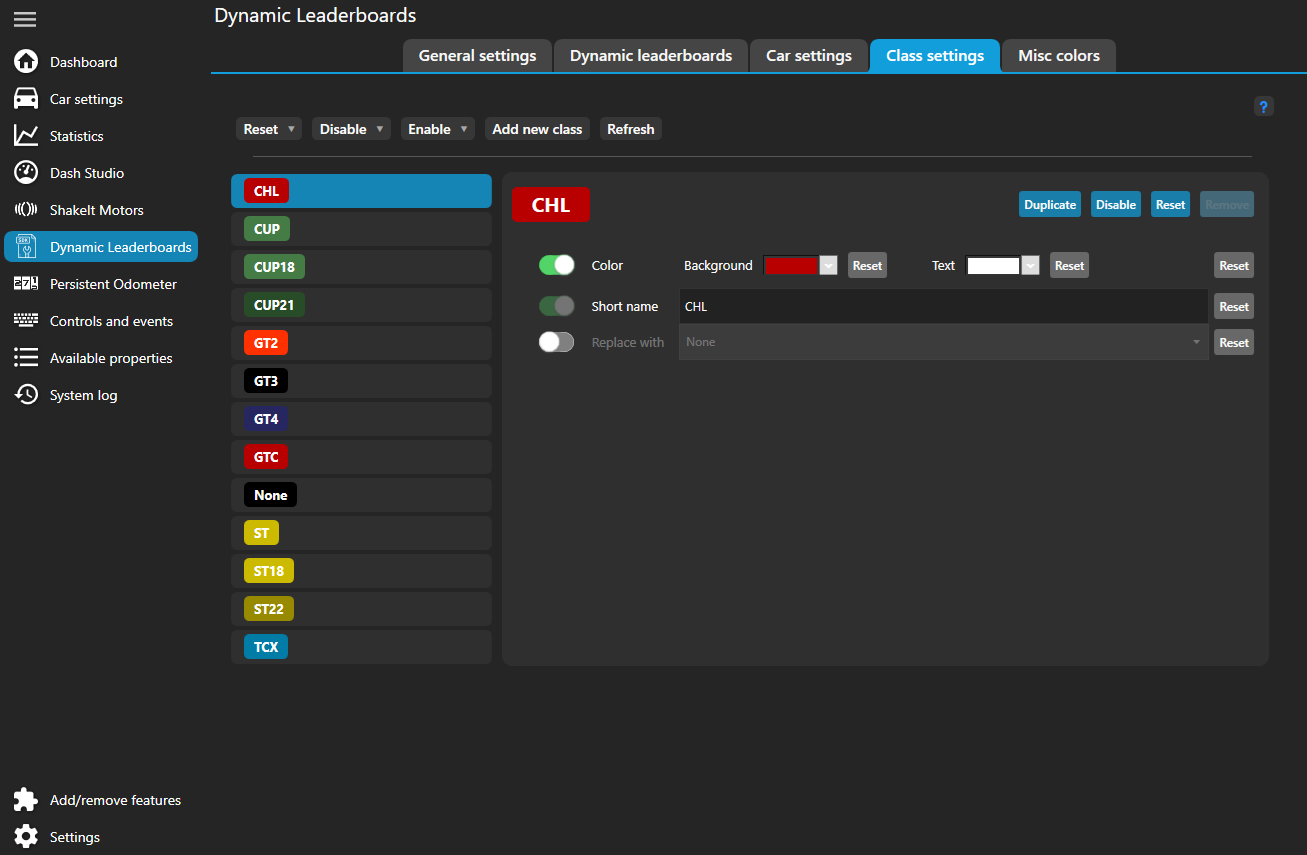 Dynamic Leaderboards
Dashboard
Car settings
Statistics
Dash Studio
ShakeIt Motors
SDK
Dynamic Leaderboards
Persistent Odometer
Controls and events
Available properties
System log
Add/remove features
Settings
General settings
Dynamic leaderboards
Car settings
Class settings
Misc colors
?
Reset
Disable
Enable
Add new class
Refresh
CHL
CUP
CUP18
CUP21
GT2
GT3
GT4
GTC
None
ST
ST18
ST22
TCX
CHL
Duplicate
Disable
Reset
Remove
Color
Background
Reset
Text
Reset
Reset
Short name
CHL
Reset
Replace with
None
Reset